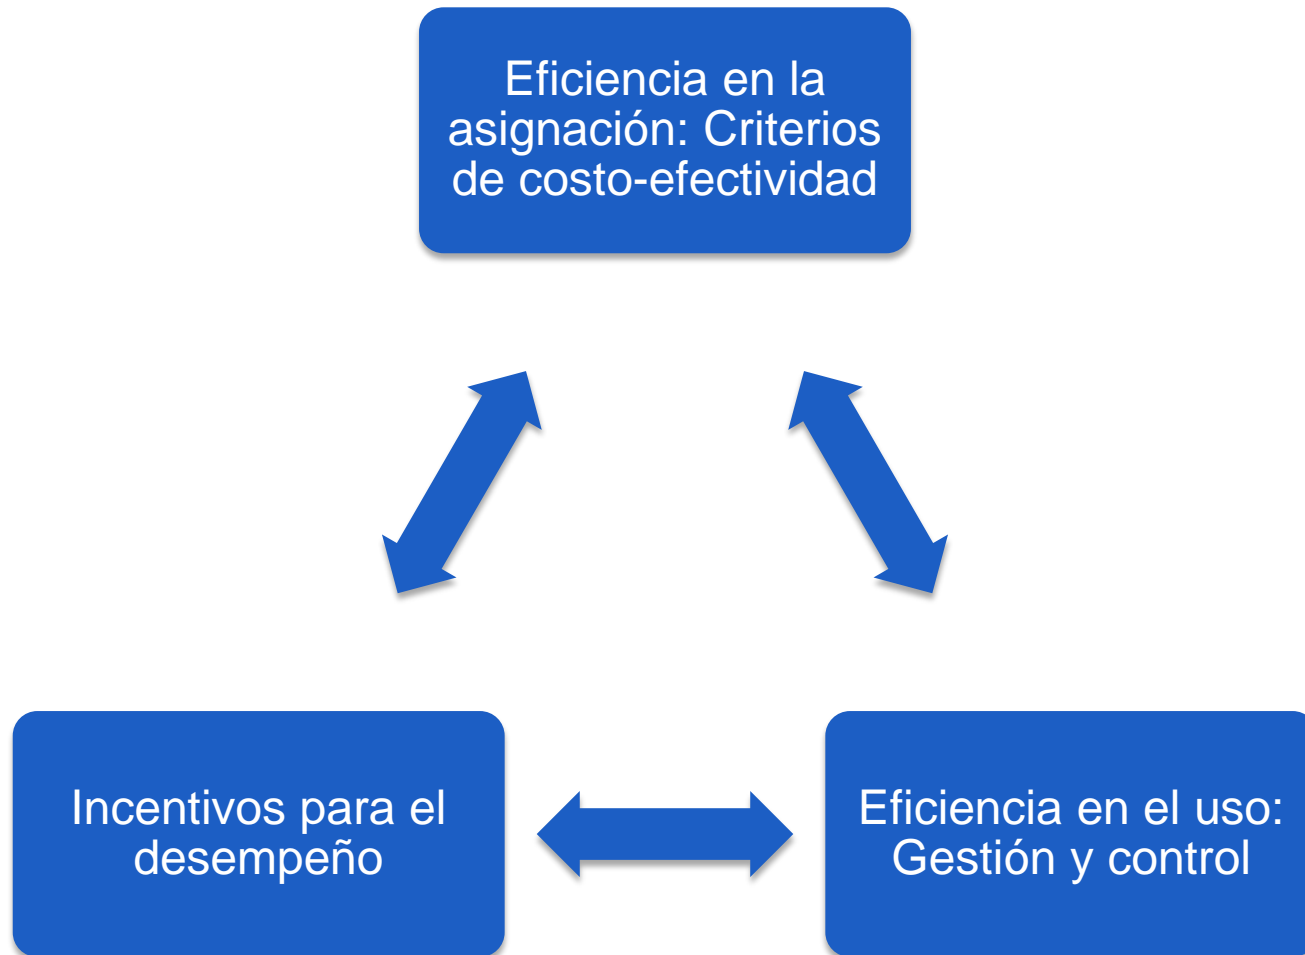 Eficiencia en la
asignación: Criterios
de costo-efectividad
Incentivos para el
desempeño
Eficiencia en el uso:
Gestión y control